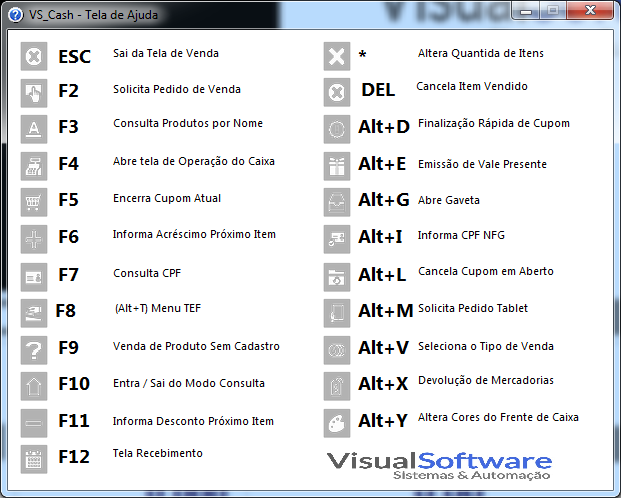 VS_Cash - Tela de Ajuda
ESC Sai da Tela de Venda
F2 Solicita Pedido de Venda
F3 Consulta Produtos por Nome
F4 Abre tela de Operação do Caixa
F5 Encerra Cupom Atual
F6 Informa Acréscimo Próximo Item
F7 Consulta CPF
F8 (Alt+T) Menu TEF
F9 Venda de Produto Sem Cadastro
F10 Entra / Sai do Modo Consulta
F11 Informa Desconto Próximo Item
F12 Tela Recebimento
* Altera Quantida de Itens
DEL Cancela Item Vendido
Alt+D Finalização Rápida de Cupom
Alt+E Emissão de Vale Presente
Alt+G Abre Gaveta
Alt+I Informa CPF NFG
Alt+L Cancela Cupom em Aberto
Alt+M Solicita Pedido Tablet
Alt+V Seleciona o Tipo de Venda
Alt+X Devolução de Mercadorias
Alt+Y Altera Cores do Frente de Caixa
VisualSoftware
Sistemas & Automação